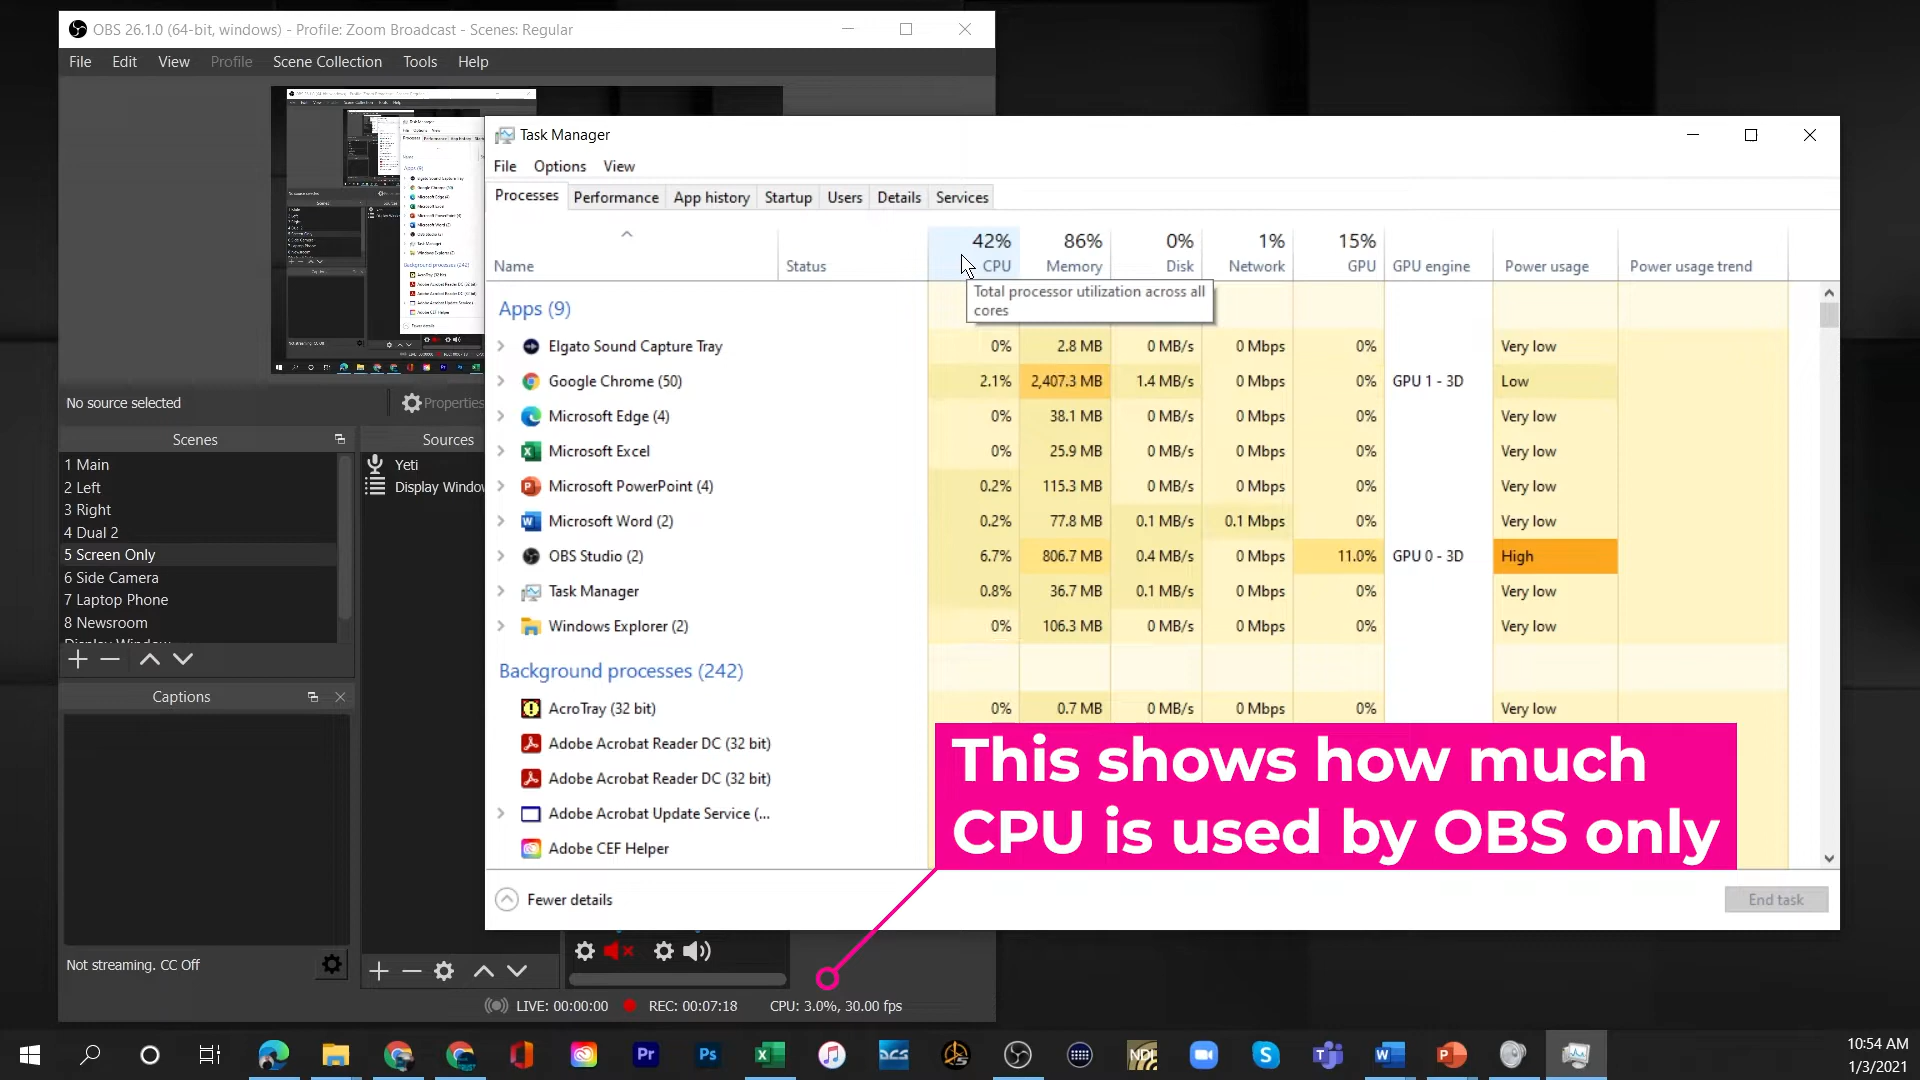 OBS 26.1.0 (64-bit, windows) - Profile: Zoom Broadcast - Scenes: Regular
File Edit View Profile Scene Collection Tools Help
No source selected
Properties
Scenes
1 Main
2 Left
3 Right
4 Dual 2
5 Screen Only
6 Side Camera
7 Laptop Phone
8 Newsroom
Display Window
Sources
Yeti
Display Windo
Captions
Not streaming. CC Off
LIVE: 00:00:00 REC: 00:07:18 CPU: 3.0%, 30.00 fps
Task Manager
File Options View
Processes Performance App history Startup Users Details Services
42% 86% 0% 1% 15%
Name Status CPU Memory Disk Network GPU GPU engine Power usage Power usage trend
Total processor utilization across all
cores
Apps (9)
Elgato Sound Capture Tray 0% 2.8 MB 0 MB/s 0 Mbps 0% Very low
Google Chrome (50) 2.1% 2,407.3 MB 1.4 MB/s 0 Mbps 0% GPU 1 - 3D Low
Microsoft Edge (4) 0% 38.1 MB 0 MB/s 0 Mbps 0% Very low
Microsoft Excel 0% 25.9 MB 0 MB/s 0 Mbps 0% Very low
Microsoft PowerPoint (4) 0.2% 115.3 MB 0 MB/s 0 Mbps 0% Very low
Microsoft Word (2) 0.2% 77.8 MB 0.1 MB/s 0.1 Mbps 0% Very low
OBS Studio (2) 6.7% 806.7 MB 0.4 MB/s 0 Mbps 11.0% GPU 0 - 3D High
Task Manager 0.8% 36.7 MB 0.1 MB/s 0 Mbps 0% Very low
Windows Explorer (2) 0% 106.3 MB 0 MB/s 0 Mbps 0% Very low
Background processes (242)
AcroTray (32 bit) 0% 0.7 MB 0 MB/s 0 Mbps 0% Very low
Adobe Acrobat Reader DC (32 bit)
Adobe Acrobat Reader DC (32 bit)
Adobe Acrobat Update Service (...
Adobe CEF Helper
Fewer details
End task
This shows how much
CPU is used by OBS only
Pr
Ps
DCS
NDI
10:54 AM
1/3/2021